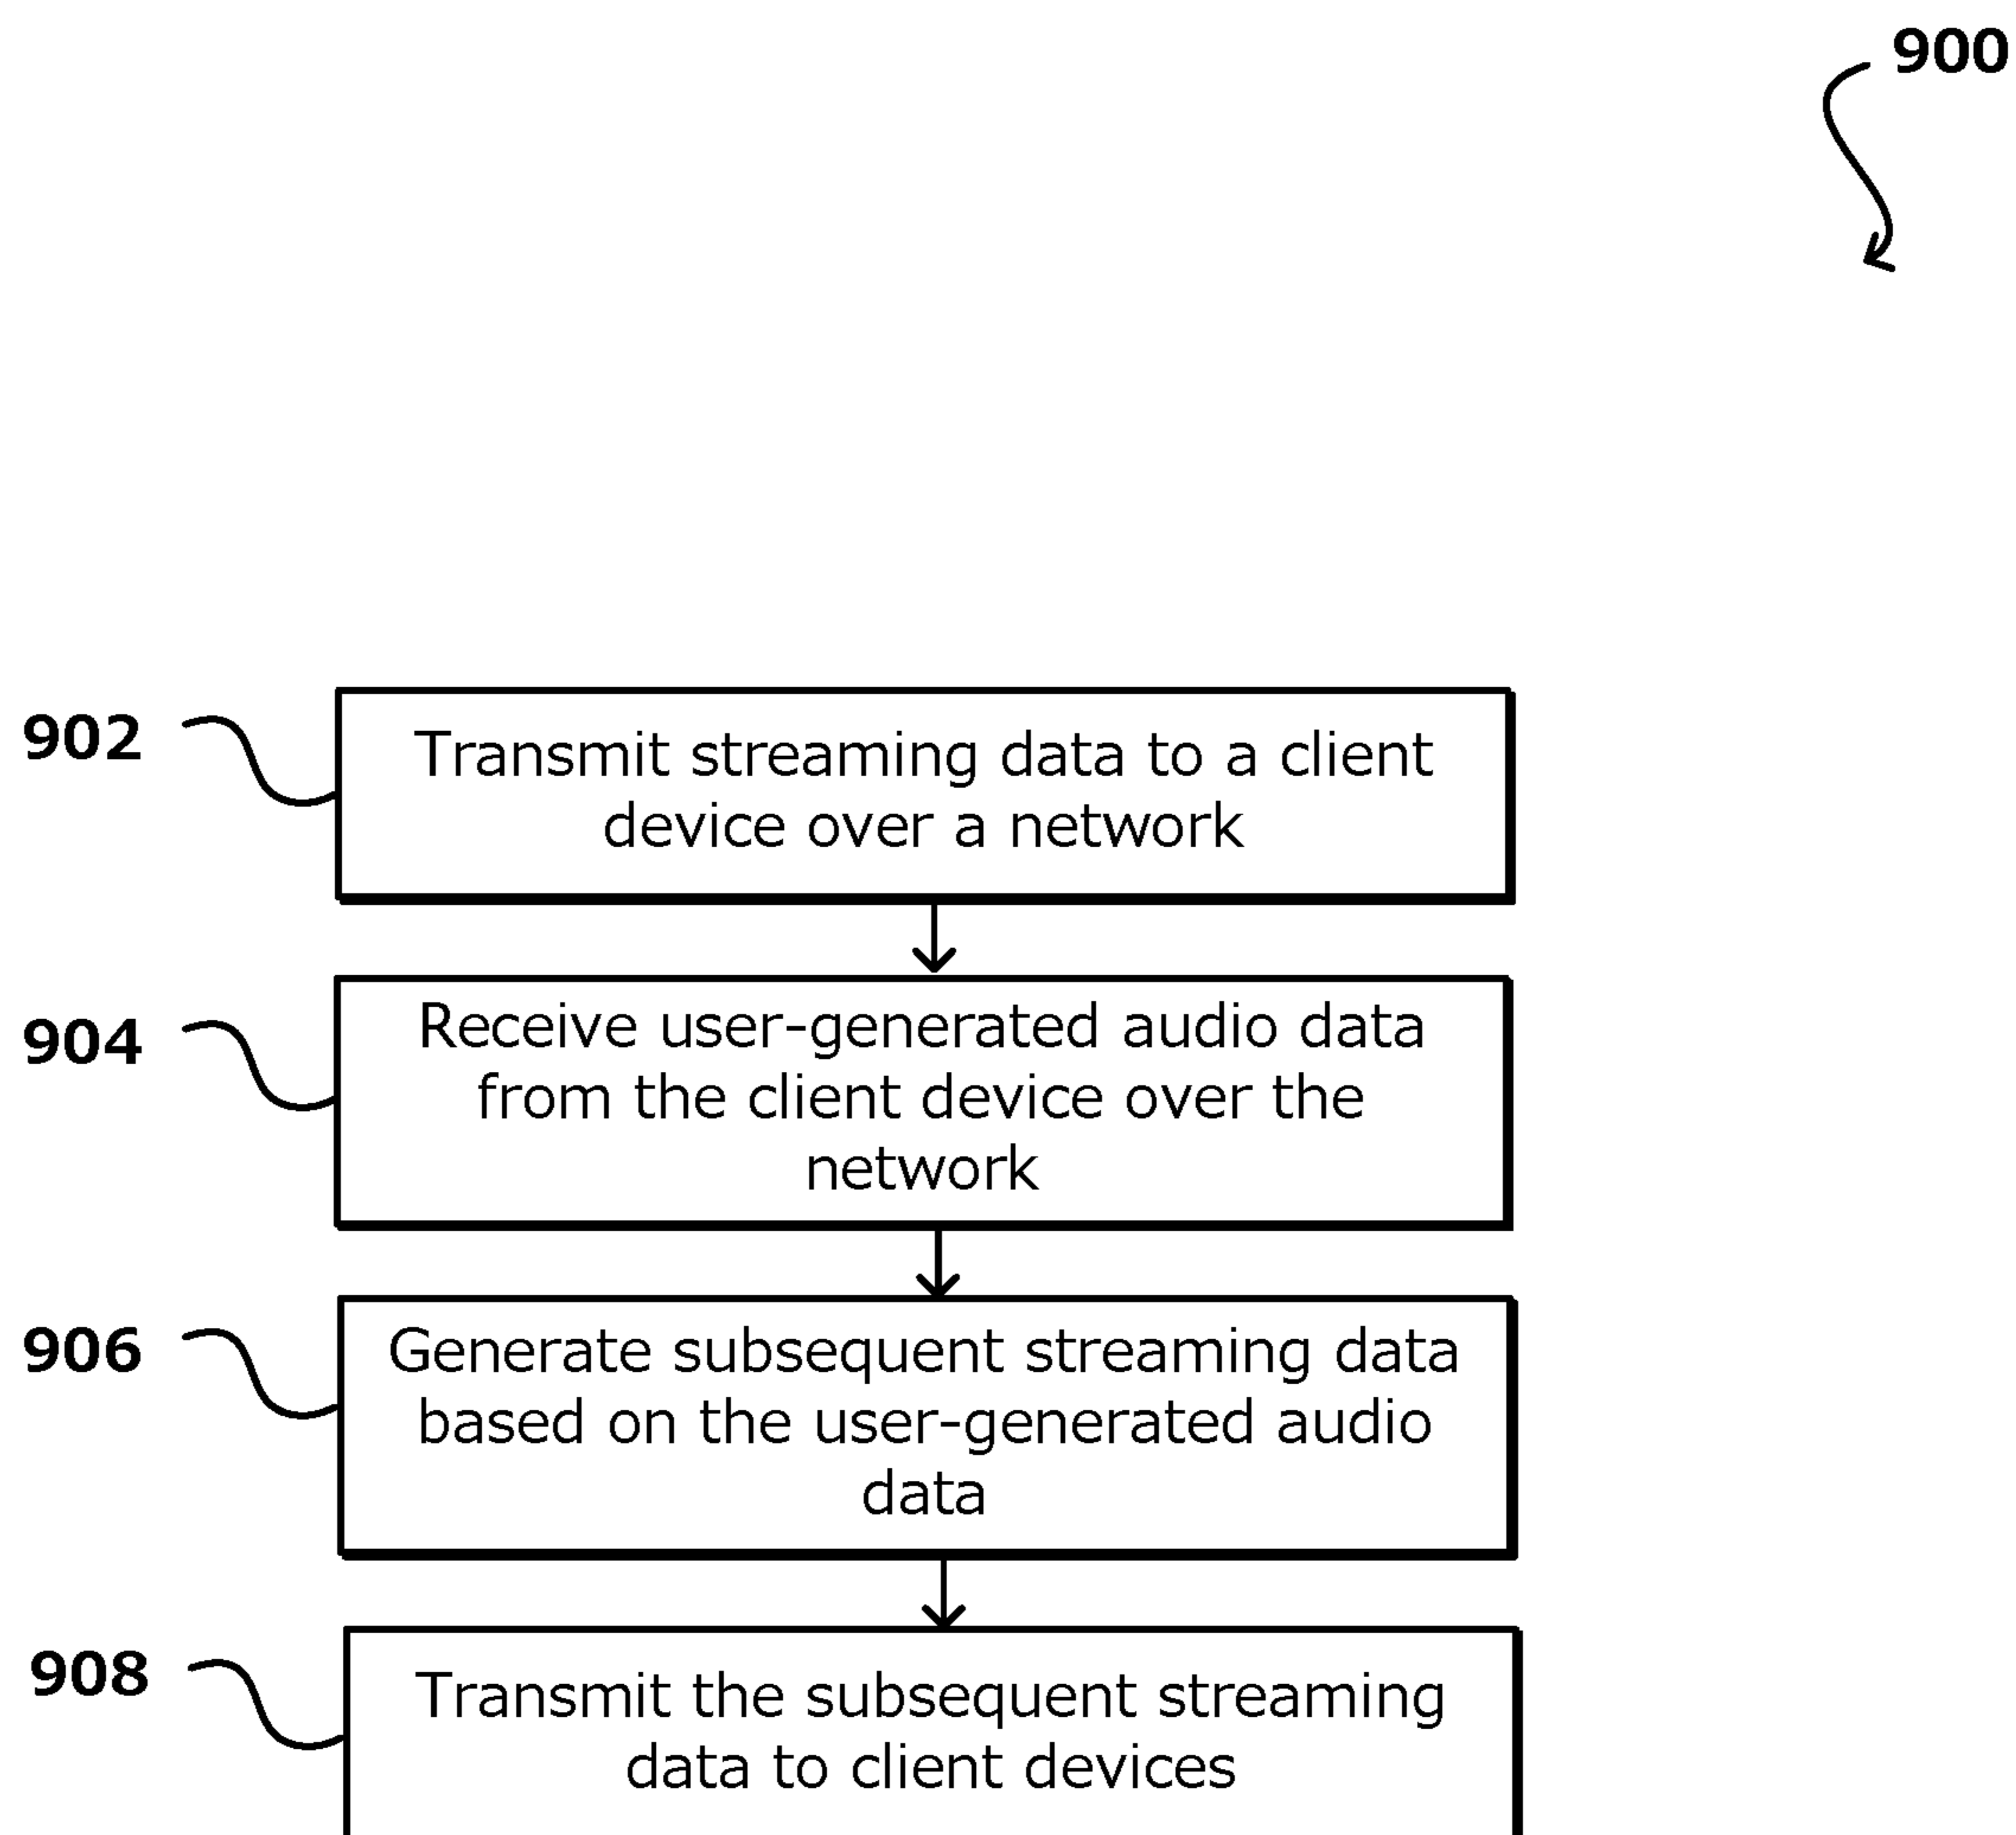 900
902
Transmit streaming data to a client
device over a network
904
Receive user-generated audio data
from the client device over the
network
906
Generate subsequent streaming data
based on the user-generated audio
data
908
Transmit the subsequent streaming
data to client devices